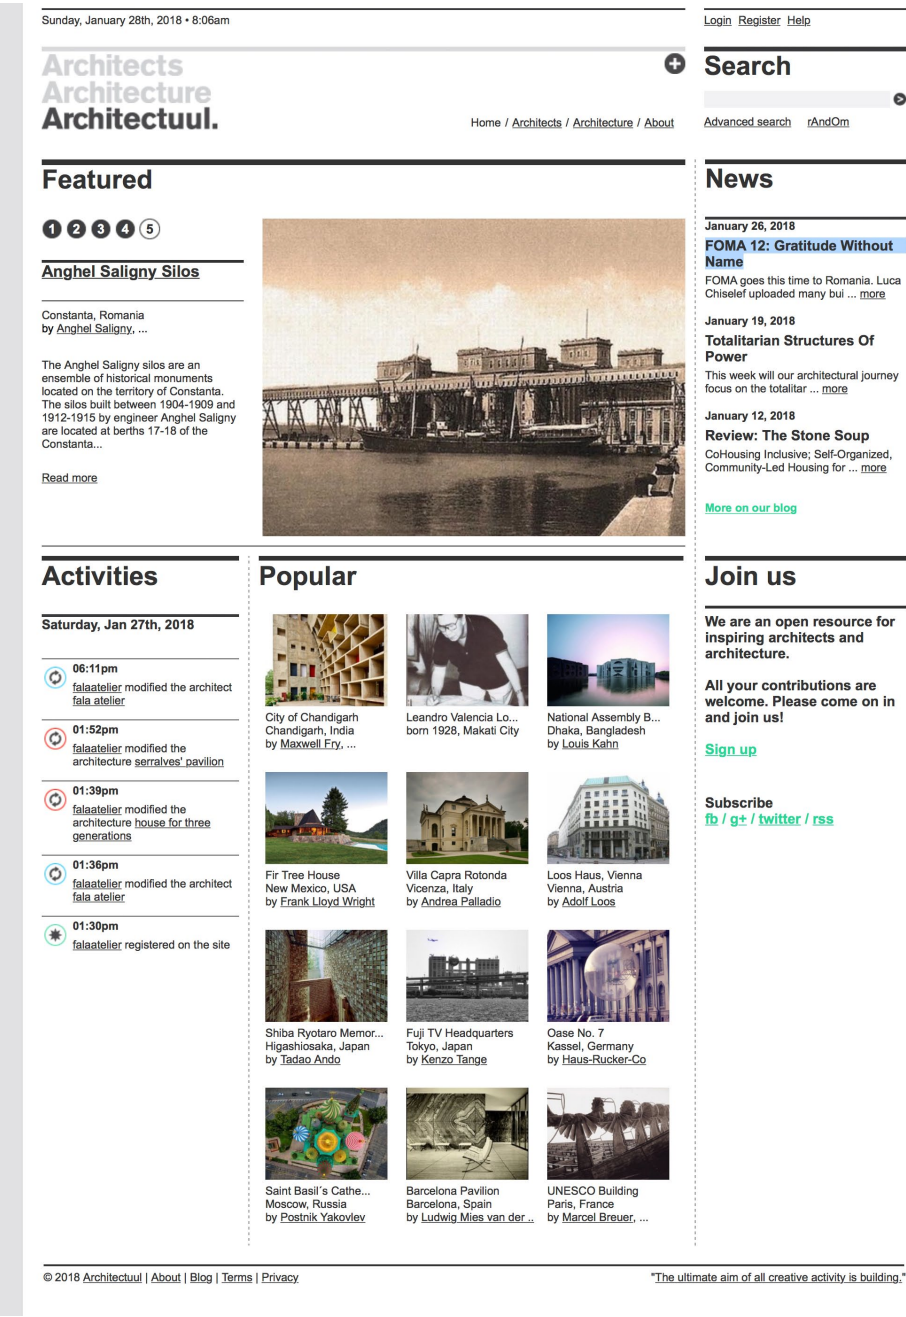 Sunday, January 28th, 2018 • 8:06am
Login Register Help
Architects
Architecture
Architectuul.
Home / Architects / Architecture / About
Search
Advanced search rAndOm
Featured
1 2 3 4 5
Anghel Saligny Silos
Constanta, Romania
by Anghel Saligny, ...
The Anghel Saligny silos are an
ensemble of historical monuments
located on the territory of Constanta.
The silos built between 1904-1909 and
1912-1915 by engineer Anghel Saligny
are located at berths 17-18 of the
Constanta...
Read more
News
January 26, 2018
FOMA 12: Gratitude Without
Name
FOMA goes this time to Romania. Luca
Chiselef uploaded many bui ... more
January 19, 2018
Totalitarian Structures Of
Power
This week will our architectural journey
focus on the totalitar ... more
January 12, 2018
Review: The Stone Soup
CoHousing Inclusive; Self-Organized,
Community-Led Housing for ... more
More on our blog
Activities
Saturday, Jan 27th, 2018
06:11pm
falaatelier modified the architect
fala atelier
01:52pm
falaatelier modified the
architecture serralves' pavilion
01:39pm
falaatelier modified the
architecture house for three
generations
01:36pm
falaatelier modified the architect
fala atelier
01:30pm
falaatelier registered on the site
Popular
City of Chandigarh
Chandigarh, India
by Maxwell Fry, ...
Leandro Valencia Lo...
born 1928, Makati City
National Assembly B...
Dhaka, Bangladesh
by Louis Kahn
Fir Tree House
New Mexico, USA
by Frank Lloyd Wright
Villa Capra Rotonda
Vicenza, Italy
by Andrea Palladio
Loos Haus, Vienna
Vienna, Austria
by Adolf Loos
Shiba Ryotaro Memor...
Higashiosaka, Japan
by Tadao Ando
Fuji TV Headquarters
Tokyo, Japan
by Kenzo Tange
Oase No. 7
Kassel, Germany
by Haus-Rucker-Co
Saint Basil´s Cathe...
Moscow, Russia
by Postnik Yakovlev
Barcelona Pavilion
Barcelona, Spain
by Ludwig Mies van der ..
UNESCO Building
Paris, France
by Marcel Breuer, ...
Join us
We are an open resource for
inspiring architects and
architecture.
All your contributions are
welcome. Please come on in
and join us!
Sign up
Subscribe
fb / g+ / twitter / rss
© 2018 Architectuul | About | Blog | Terms | Privacy
"The ultimate aim of all creative activity is building."